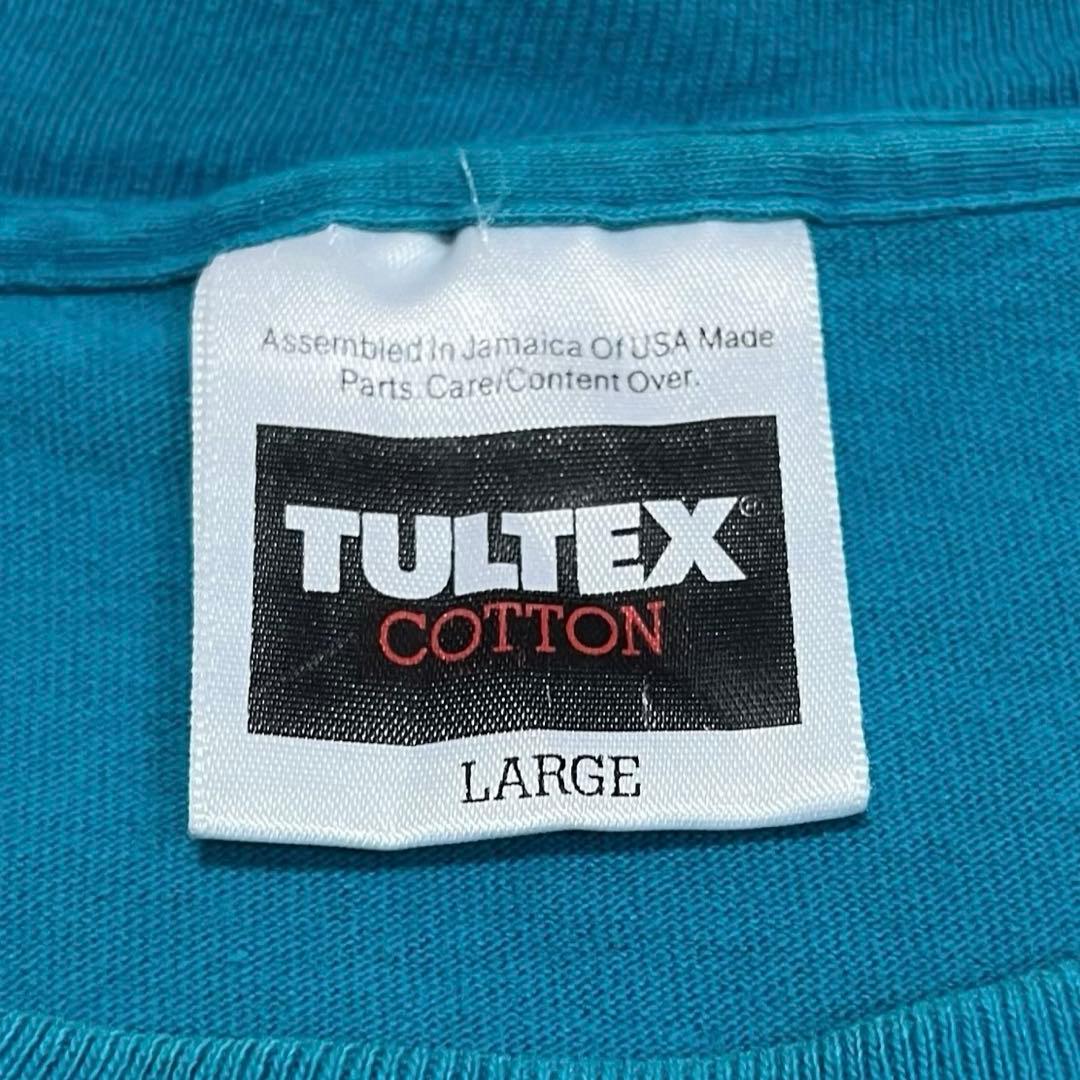 Assembled In Jamaica Of USA Made
Parts. Care/Content Over.
TULTEX®
COTTON
LARGE